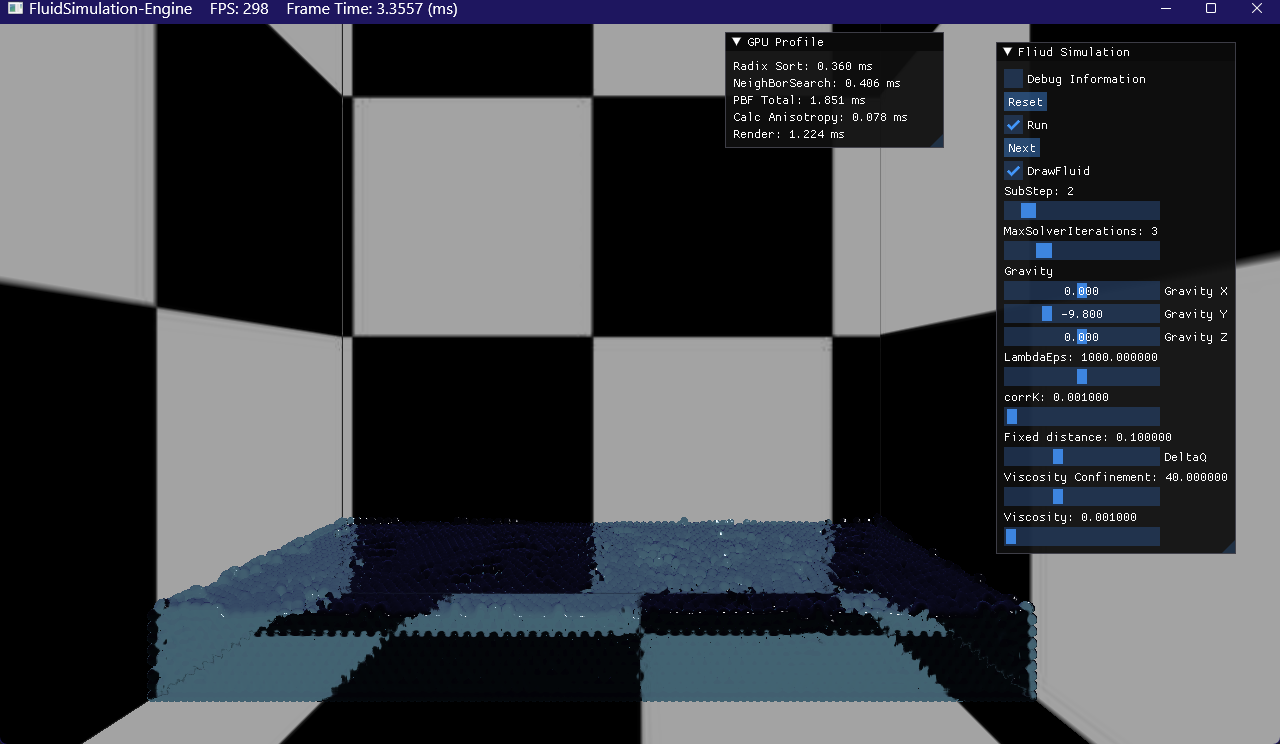 FluidSimulation-Engine FPS: 298 Frame Time: 3.3557 (ms)
GPU Profile
Radix Sort: 0.360 ms
NeighBorSearch: 0.406 ms
PBF Total: 1.851 ms
Calc Anisotropy: 0.078 ms
Render: 1.224 ms
Fliud Simulation
Debug Information
Reset
Run
Next
DrawFluid
SubStep: 2
MaxSolverIterations: 3
Gravity
0.000 Gravity X
-9.800 Gravity Y
0.000 Gravity Z
LambdaEps: 1000.000000
corrK: 0.001000
Fixed distance: 0.100000
DeltaQ
Viscosity Confinement: 40.000000
Viscosity: 0.001000